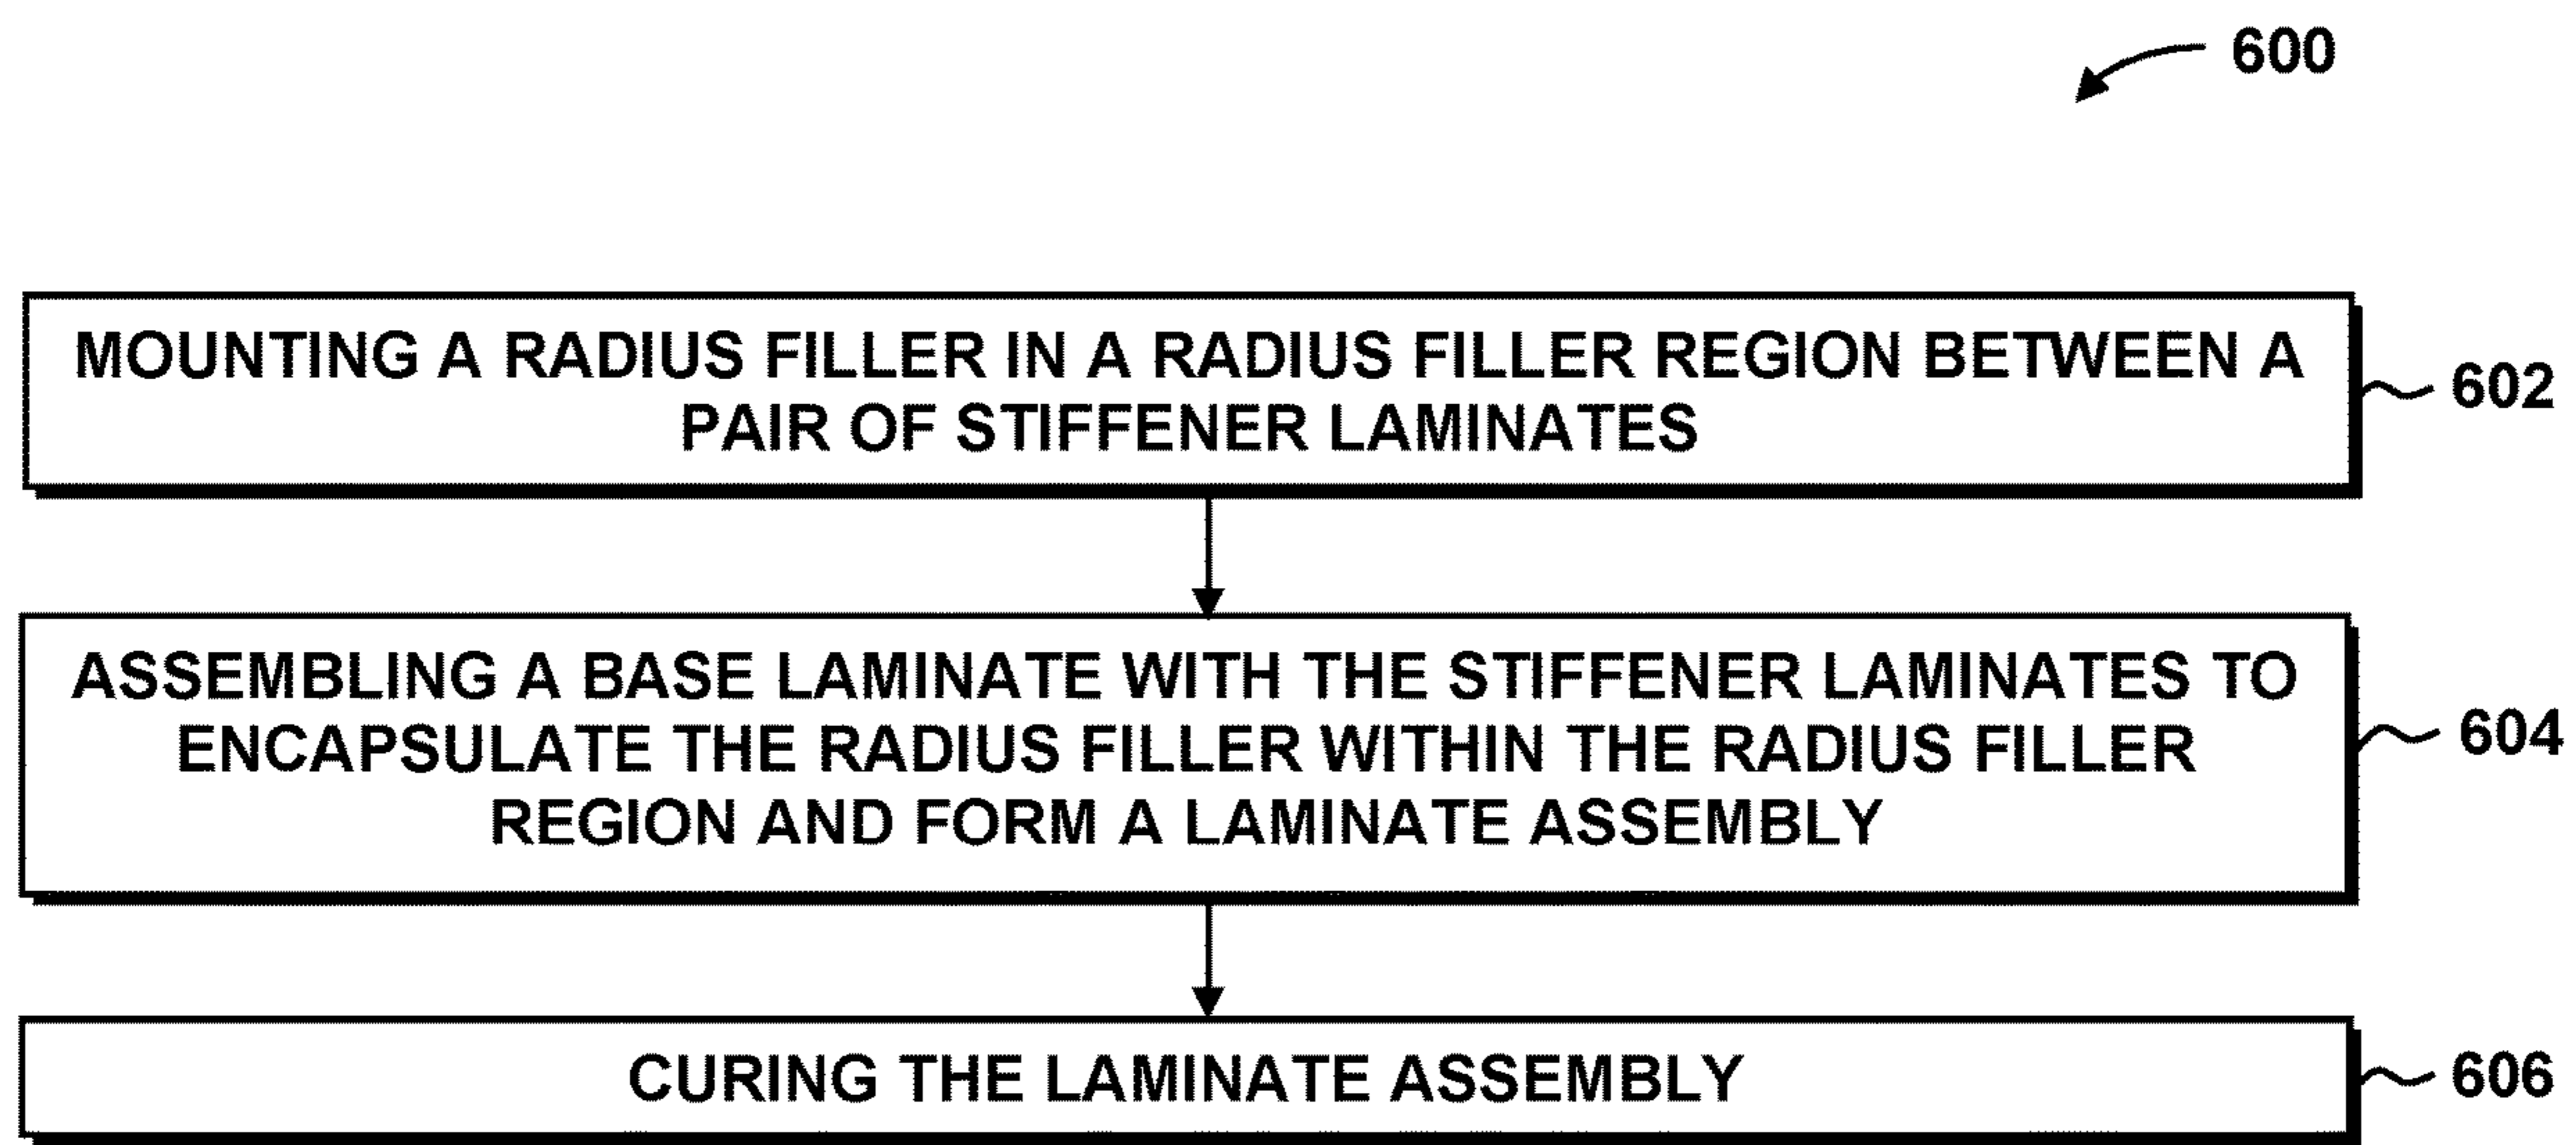 600
MOUNTING A RADIUS FILLER IN A RADIUS FILLER REGION BETWEEN A
PAIR OF STIFFENER LAMINATES
602
ASSEMBLING A BASE LAMINATE WITH THE STIFFENER LAMINATES TO
ENCAPSULATE THE RADIUS FILLER WITHIN THE RADIUS FILLER
REGION AND FORM A LAMINATE ASSEMBLY
604
CURING THE LAMINATE ASSEMBLY
606